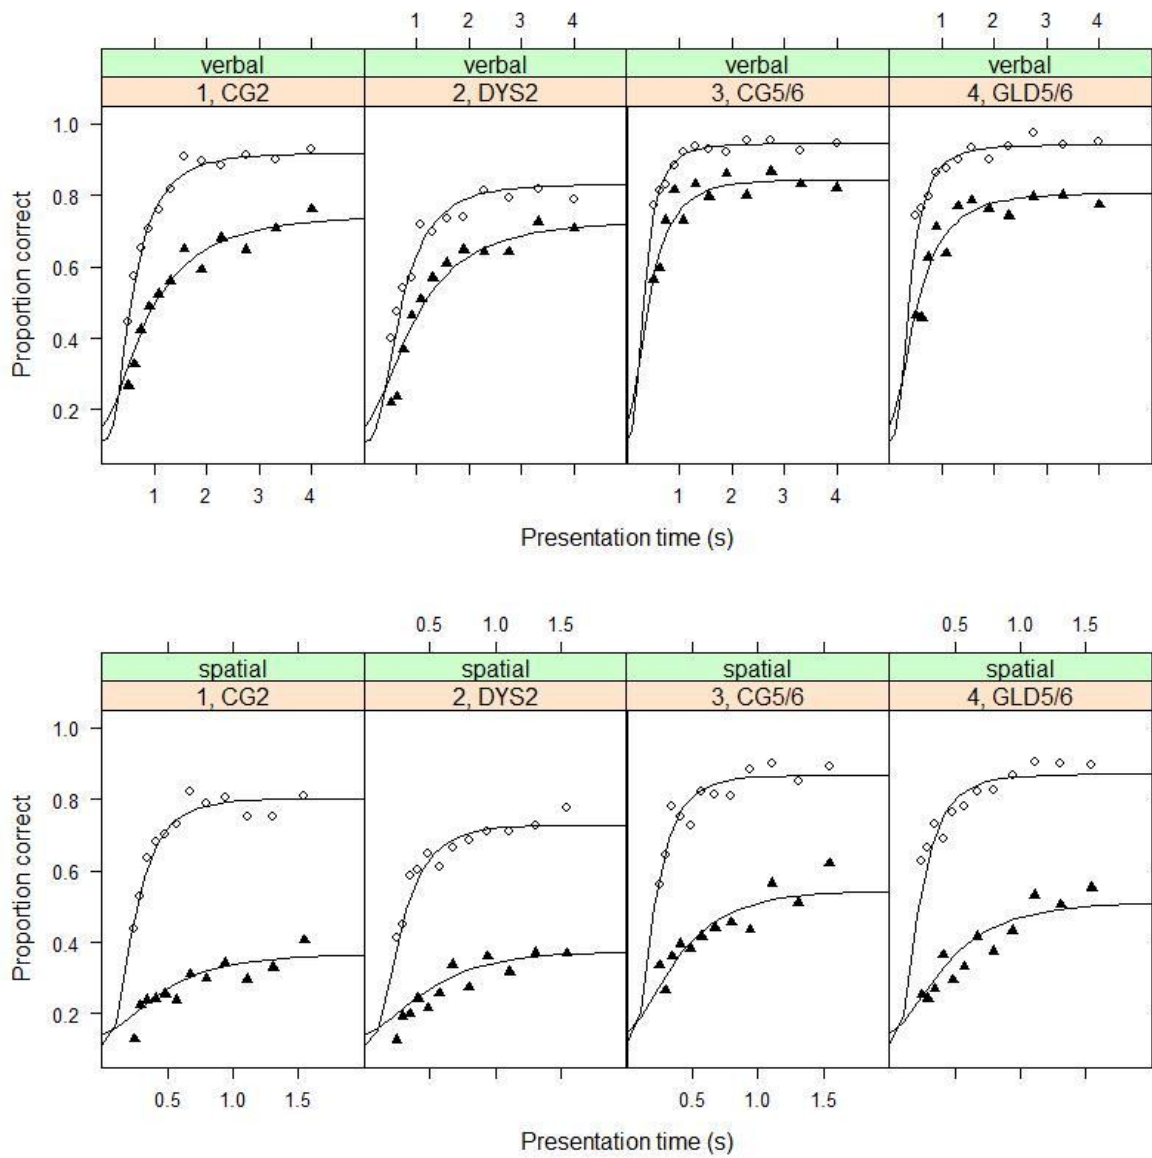 1 2 3 4 1 2 3 4
verbal verbal verbal verbal
1, CG2 2, DYS2 3, CG5/6 4, GLD5/6
Proportion correct
1.0
0.8
0.6
0.4
0.2
1 2 3 4 1 2 3 4
Presentation time (s)
0.5 1.0 1.5 0.5 1.0 1.5
spatial spatial spatial spatial
1, CG2 2, DYS2 3, CG5/6 4, GLD5/6
Proportion correct
1.0
0.8
0.6
0.4
0.2
0.5 1.0 1.5 0.5 1.0 1.5
Presentation time (s)